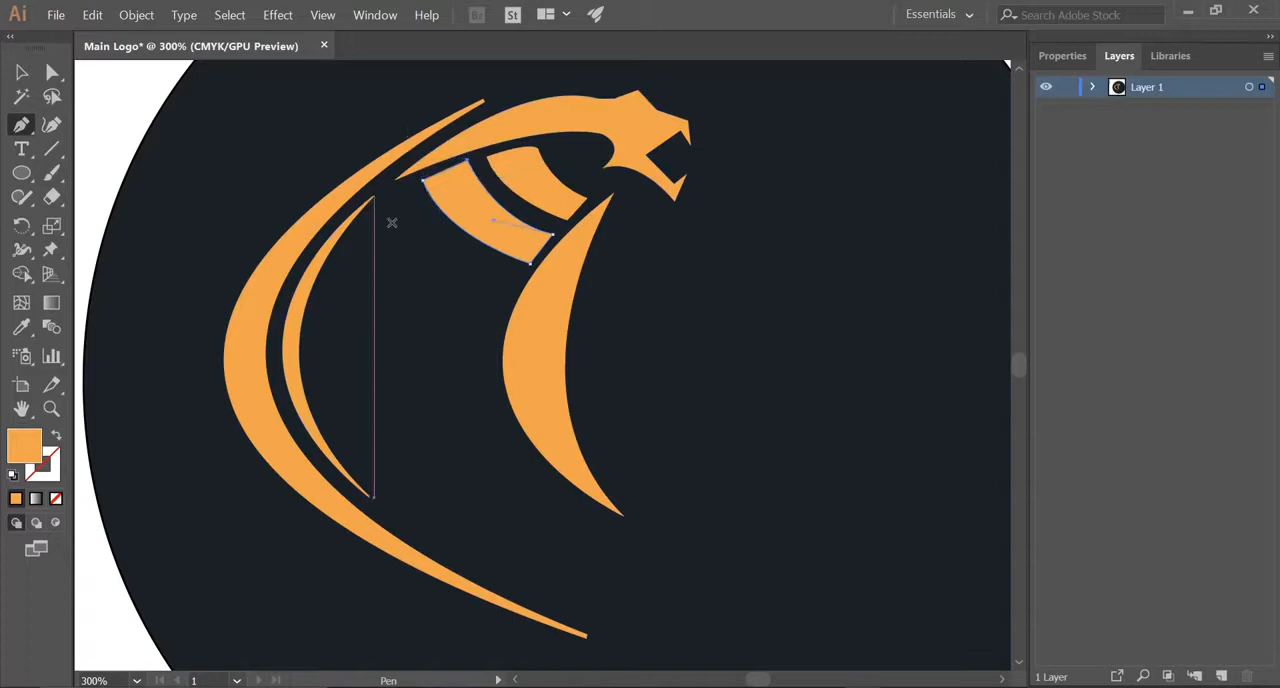 Ai File Edit Object Type Select Effect View Window Help Br St Essentials Search Adobe Stock
Main Logo* @ 300% (CMYK/GPU Preview)
Properties Layers Libraries
Layer 1
300% 1 Pen 1 Layer